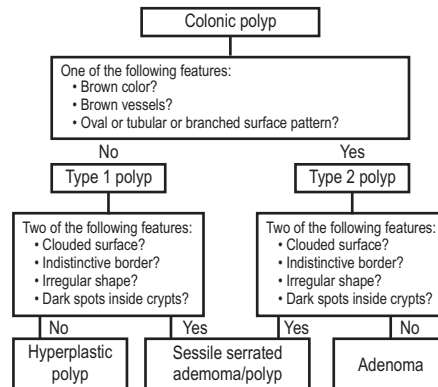 Colonic polyp
One of the following features:
• Brown color?
• Brown vessels?
• Oval or tubular or branched surface pattern?
No
Yes
Type 1 polyp
Type 2 polyp
Two of the following features:
• Clouded surface?
• Indistinctive border?
• Irregular shape?
• Dark spots inside crypts?
Two of the following features:
• Clouded surface?
• Indistinctive border?
• Irregular shape?
• Dark spots inside crypts?
No
Yes
Yes
No
Hyperplastic
polyp
Sessile serrated
ademoma/polyp
Adenoma